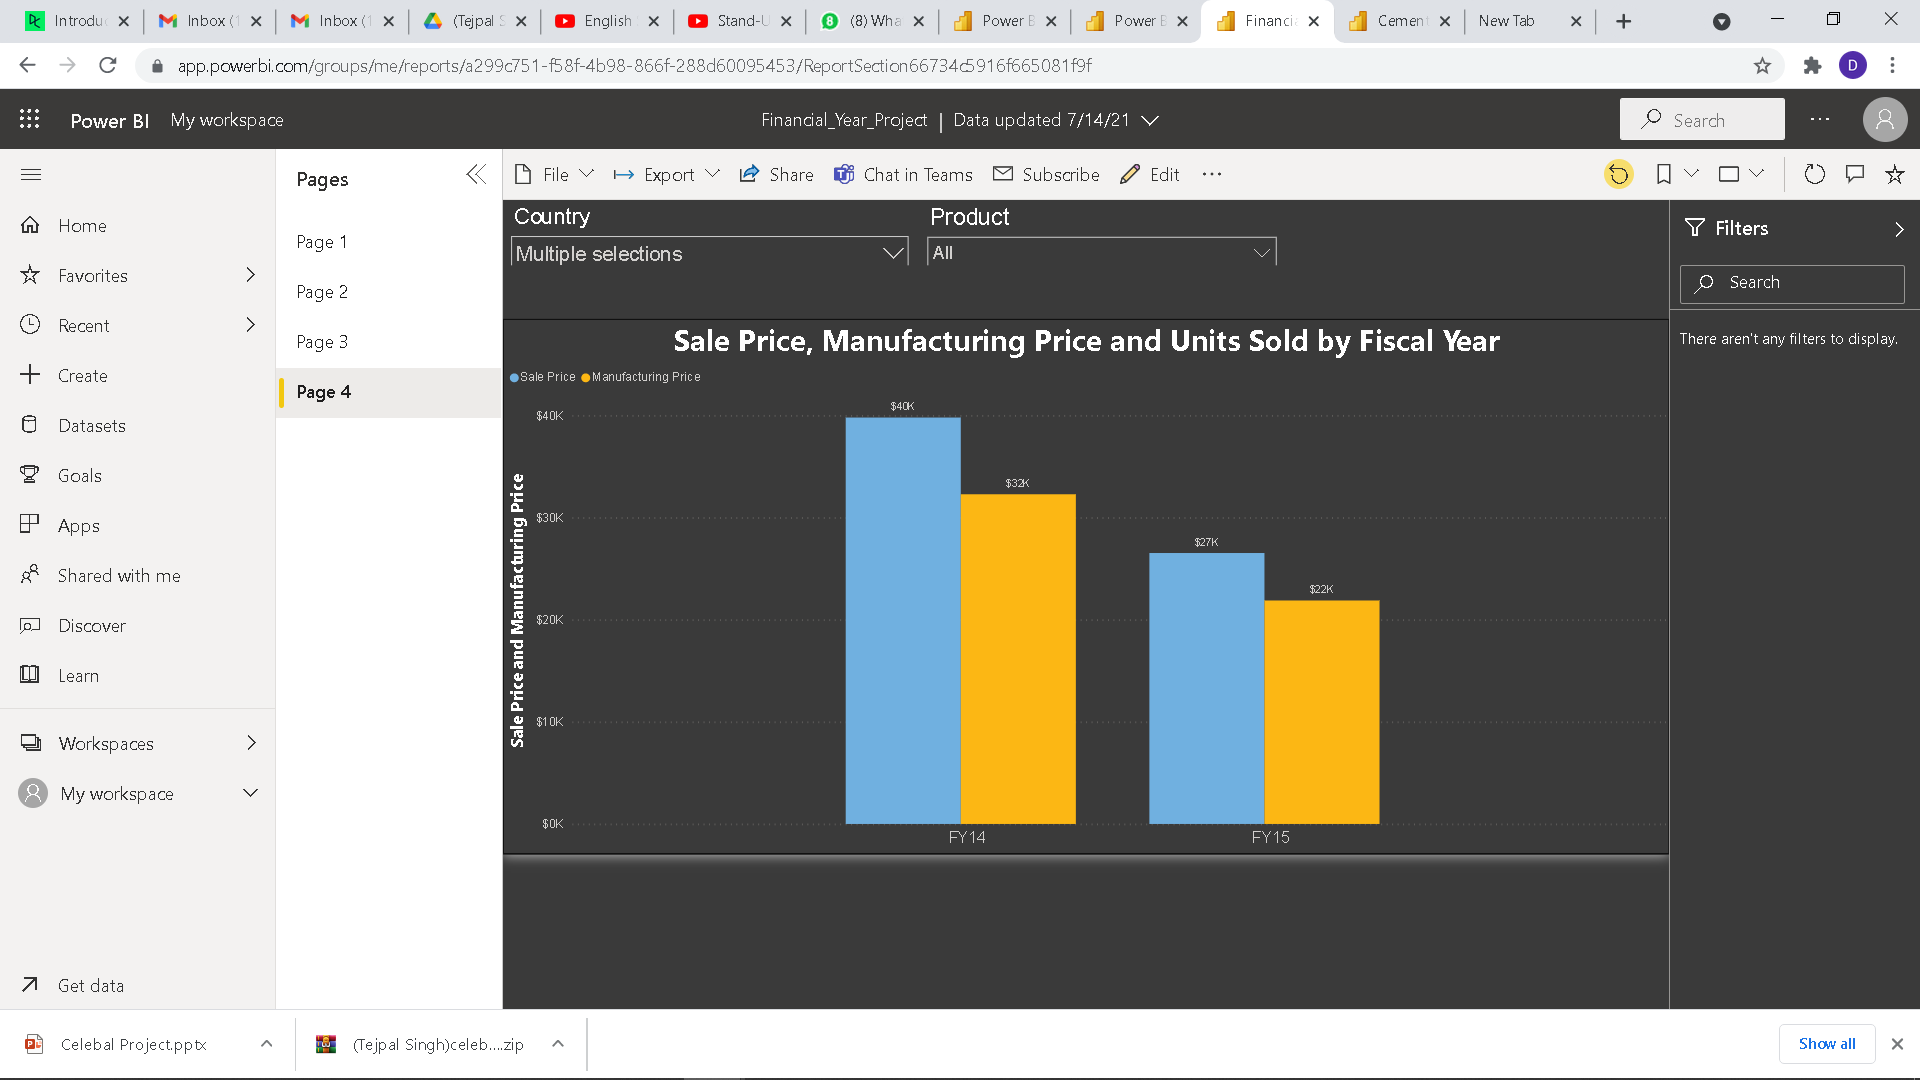 Introdu
Inbox (1
Inbox (1
(Tejpal S
English
Stand-U
(8) Wha
Power B
Power B
Financia
Cement
New Tab
app.powerbi.com/groups/me/reports/a299c751-f58f-4b98-866f-288d60095453/ReportSection66734c5916f665081f9f
D
Power BI My workspace
Financial_Year_Project | Data updated 7/14/21
Search
File
Export
Share
Chat in Teams
Subscribe
Edit
Home
Favorites
Recent
Create
Datasets
Goals
Apps
Shared with me
Discover
Learn
Workspaces
My workspace
Get data
Pages
Page 1
Page 2
Page 3
Page 4
Country
Multiple selections
Product
All
Sale Price, Manufacturing Price and Units Sold by Fiscal Year
Sale Price Manufacturing Price
Sale Price and Manufacturing Price
$40K
$30K
$20K
$10K
$0K
$40K
$32K
$27K
$22K
FY14
FY15
Filters
Search
There aren't any filters to display.
Celebal Project.pptx
(Tejpal Singh)celeb....zip
Show all